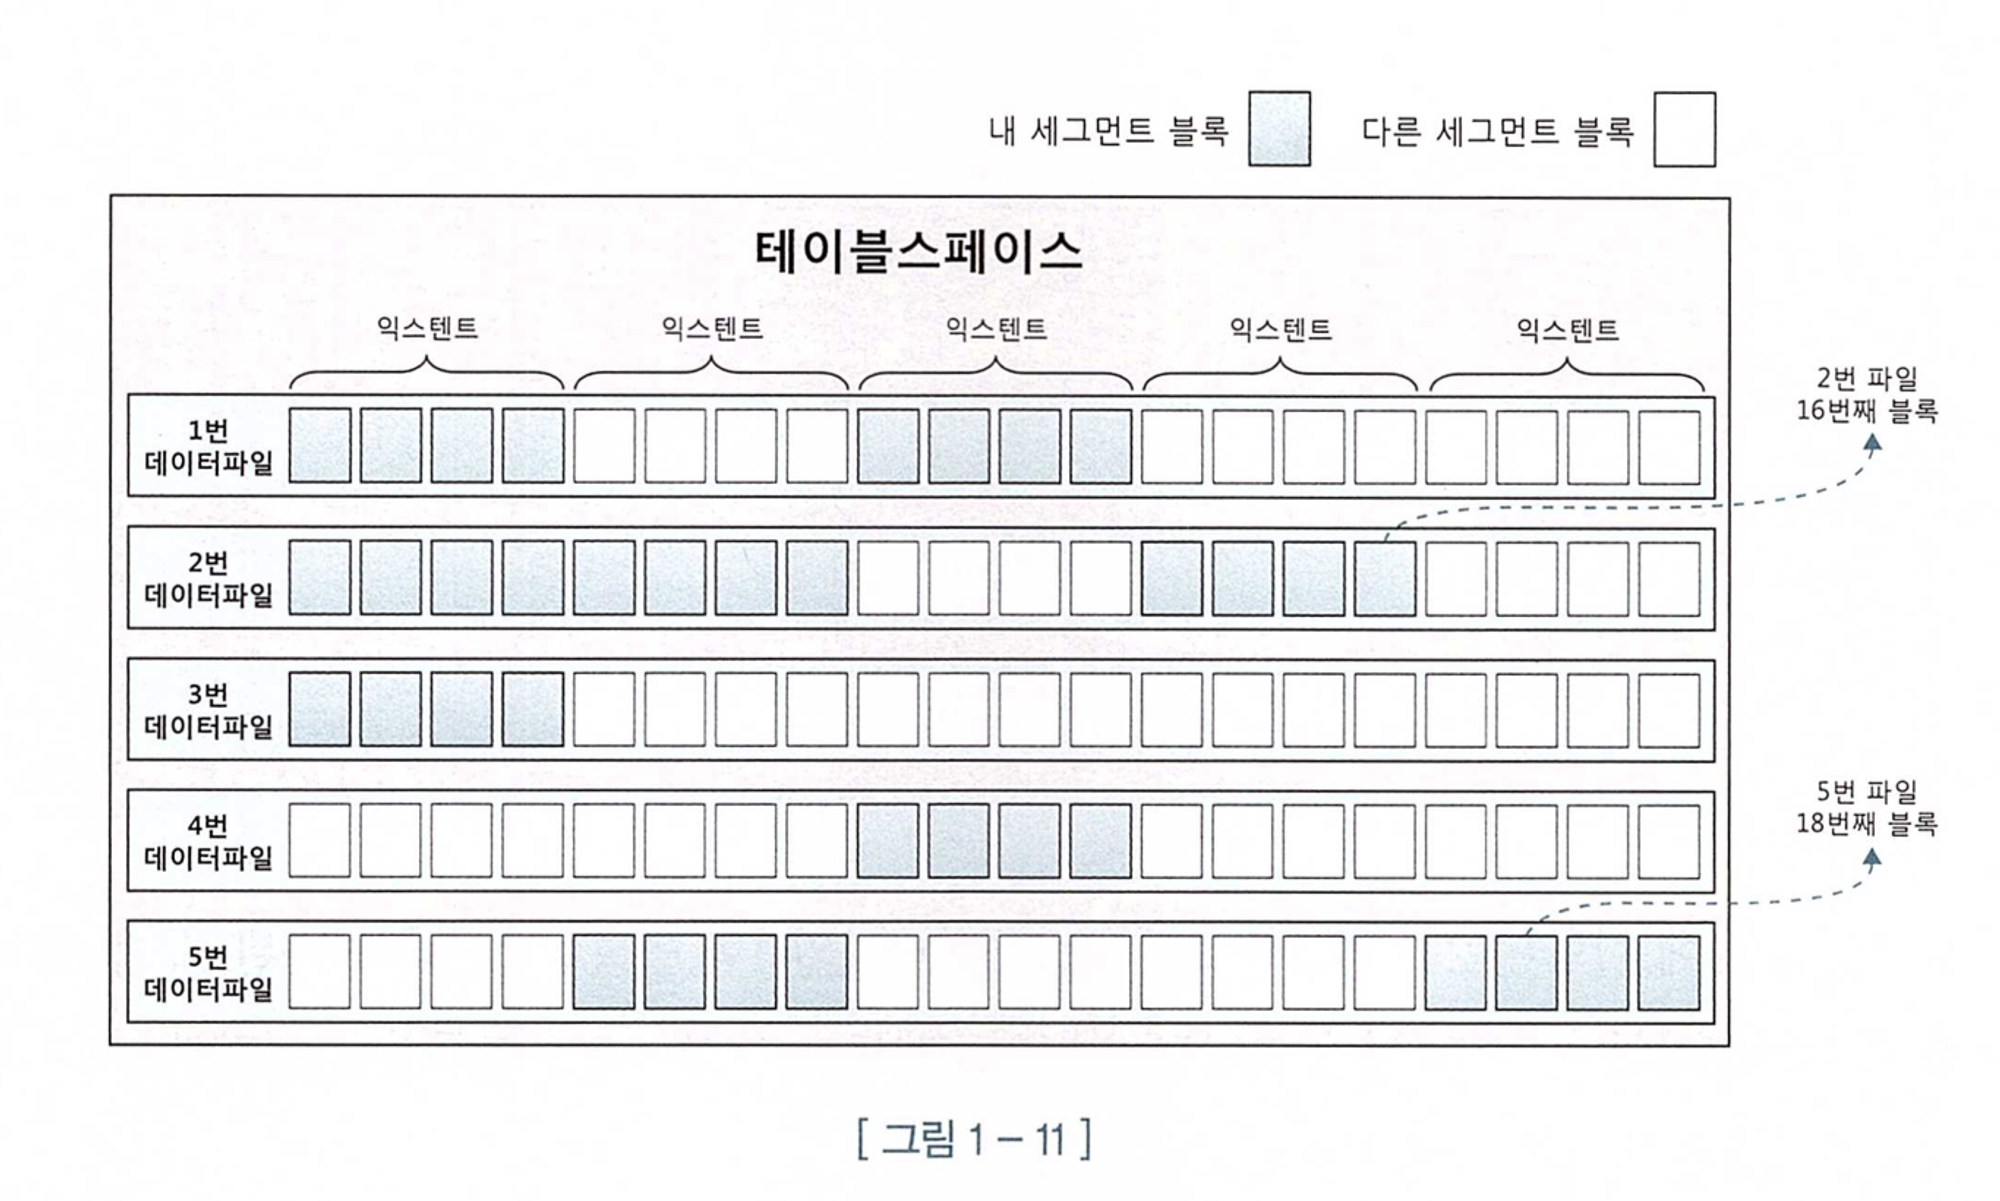 내 세그먼트 블록
다른 세그먼트 블록
테이블스페이스
익스텐트 익스텐트 익스텐트 익스텐트 익스텐트
2번 파일
16번째 블록
1번
데이터파일
2번
데이터파일
3번
데이터파일
5번 파일
18번째 블록
4번
데이터파일
5번
데이터파일
[ 그림 1 – 11 ]